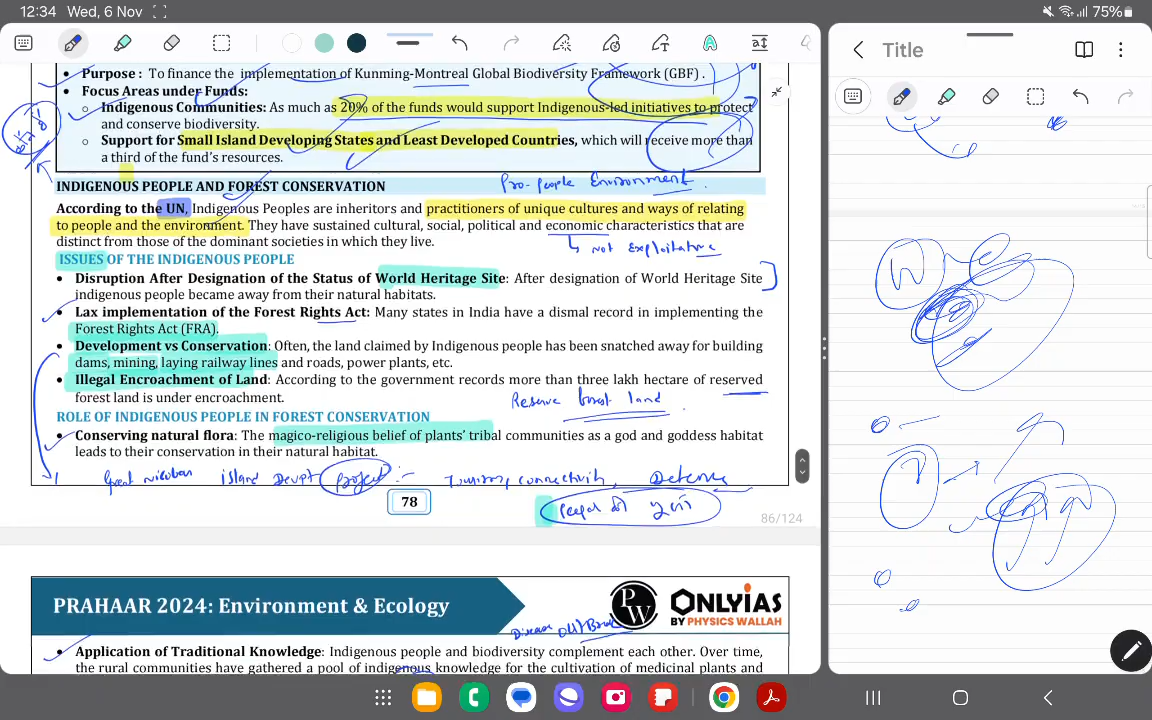 12:34 Wed, 6 Nov
75%
Title
• Purpose : To finance the implementation of Kunming-Montreal Global Biodiversity Framework (GBF) .
• Focus Areas under Funds:
○ Indigenous Communities: As much as 20% of the funds would support Indigenous-led initiatives to protect
and conserve biodiversity.
○ Support for Small Island Developing States and Least Developed Countries, which will receive more than
a third of the fund's resources.
INDIGENOUS PEOPLE AND FOREST CONSERVATION
Pro-people Environment
According to the UN, Indigenous Peoples are inheritors and practitioners of unique cultures and ways of relating
to people and the environment. They have sustained cultural, social, political and economic characteristics that are
distinct from those of the dominant societies in which they live.
↳ not exploitative
ISSUES OF THE INDIGENOUS PEOPLE
• Disruption After Designation of the Status of World Heritage Site: After designation of World Heritage Site
indigenous people became away from their natural habitats.
• Lax implementation of the Forest Rights Act: Many states in India have a dismal record in implementing the
Forest Rights Act (FRA).
• Development vs Conservation: Often, the land claimed by Indigenous people has been snatched away for building
dams, mining, laying railway lines and roads, power plants, etc.
• Illegal Encroachment of Land: According to the government records more than three lakh hectare of reserved
forest land is under encroachment.
Reserve forest land
ROLE OF INDIGENOUS PEOPLE IN FOREST CONSERVATION
• Conserving natural flora: The magico-religious belief of plants' tribal communities as a god and goddess habitat
leads to their conservation in their natural habitat.
Great nicobar island Devpt project :- Tourism, connectivity, Defence
78
People
86/124
PRAHAAR 2024: Environment & Ecology
PW
ONLYIAS
BY PHYSICS WALLAH
Disease
• Application of Traditional Knowledge: Indigenous people and biodiversity complement each other. Over time,
the rural communities have gathered a pool of indigenous knowledge for the cultivation of medicinal plants and